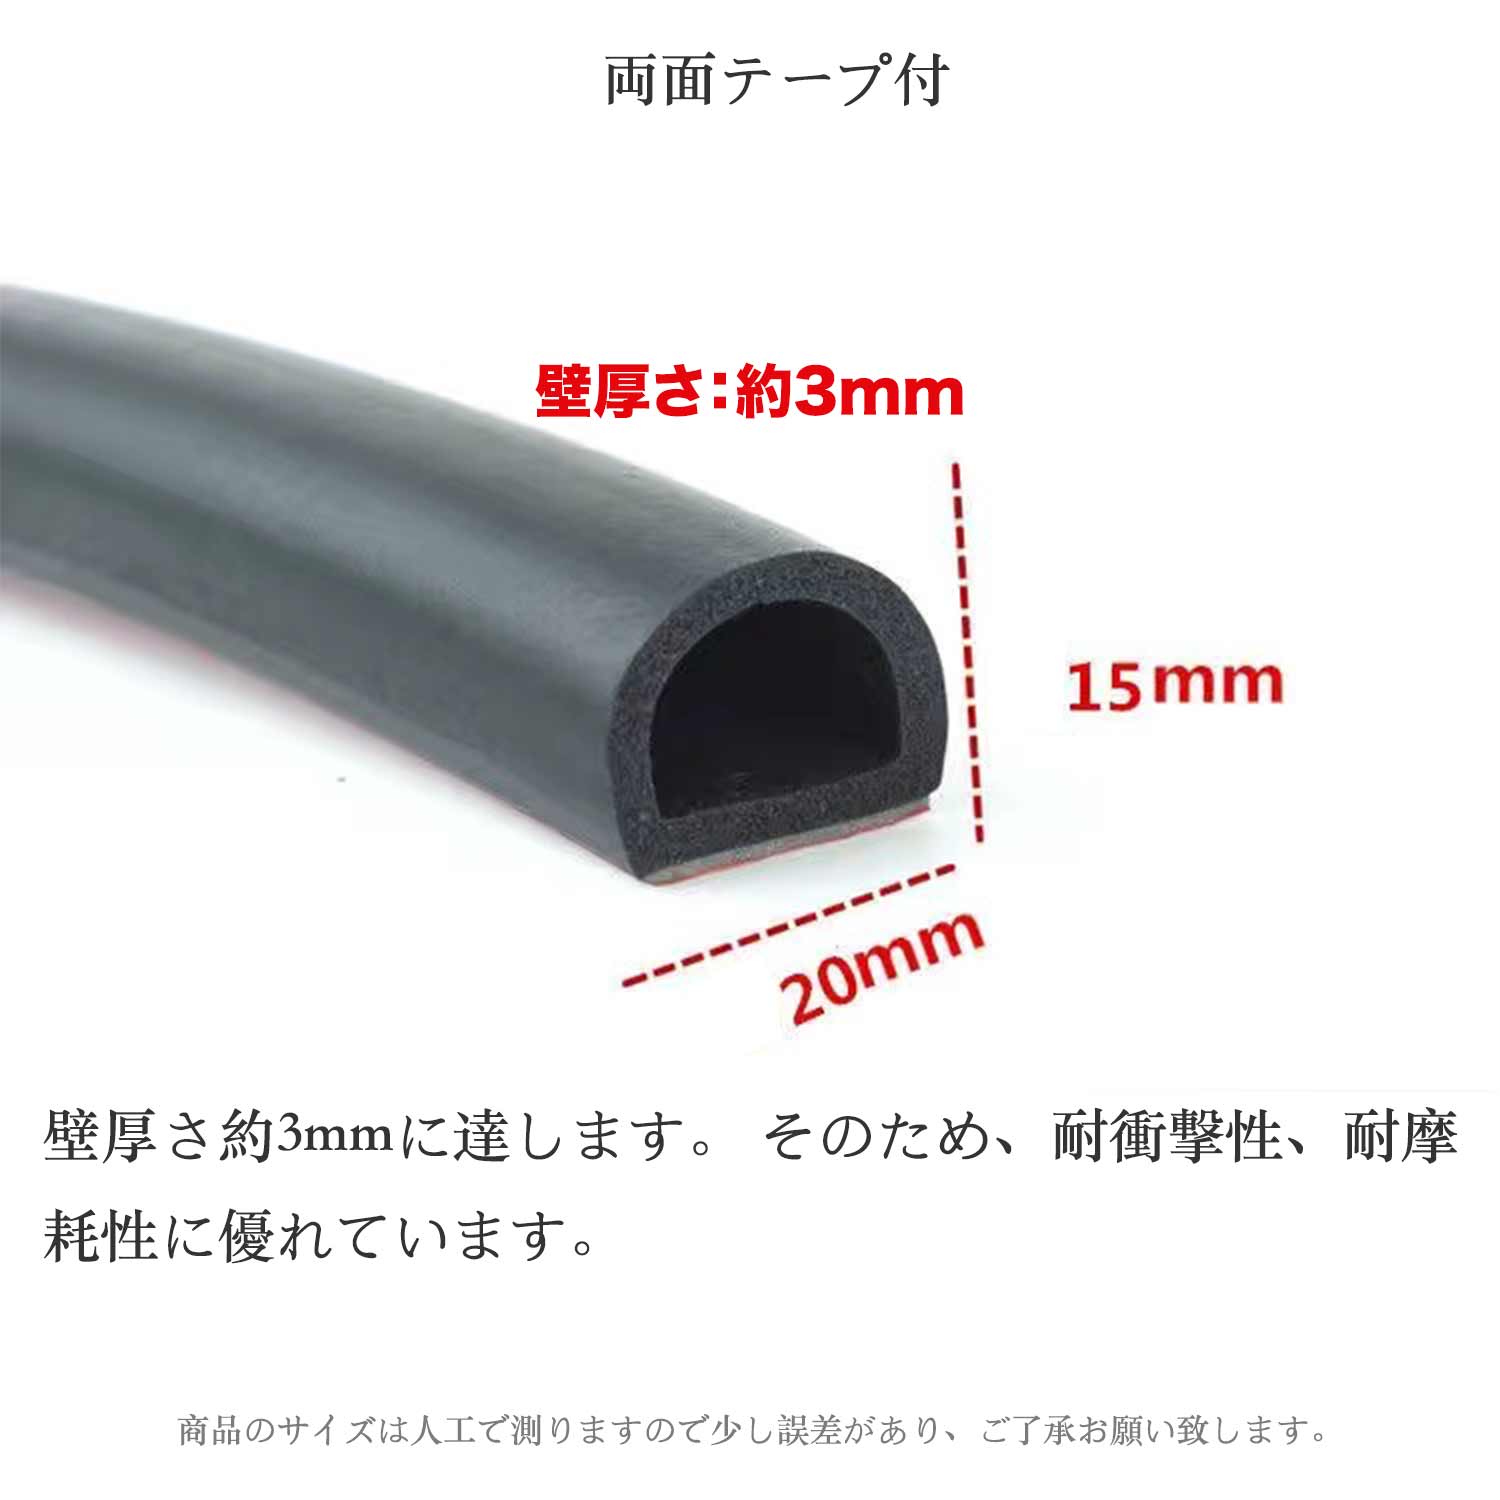 両面テープ付
壁厚さ:約3mm
15mm
20mm
壁厚さ約3mmに達します。 そのため、耐衝撃性、耐摩
耗性に優れています。
商品のサイズは人工で測りますので少し誤差があり、ご了承お願い致します。